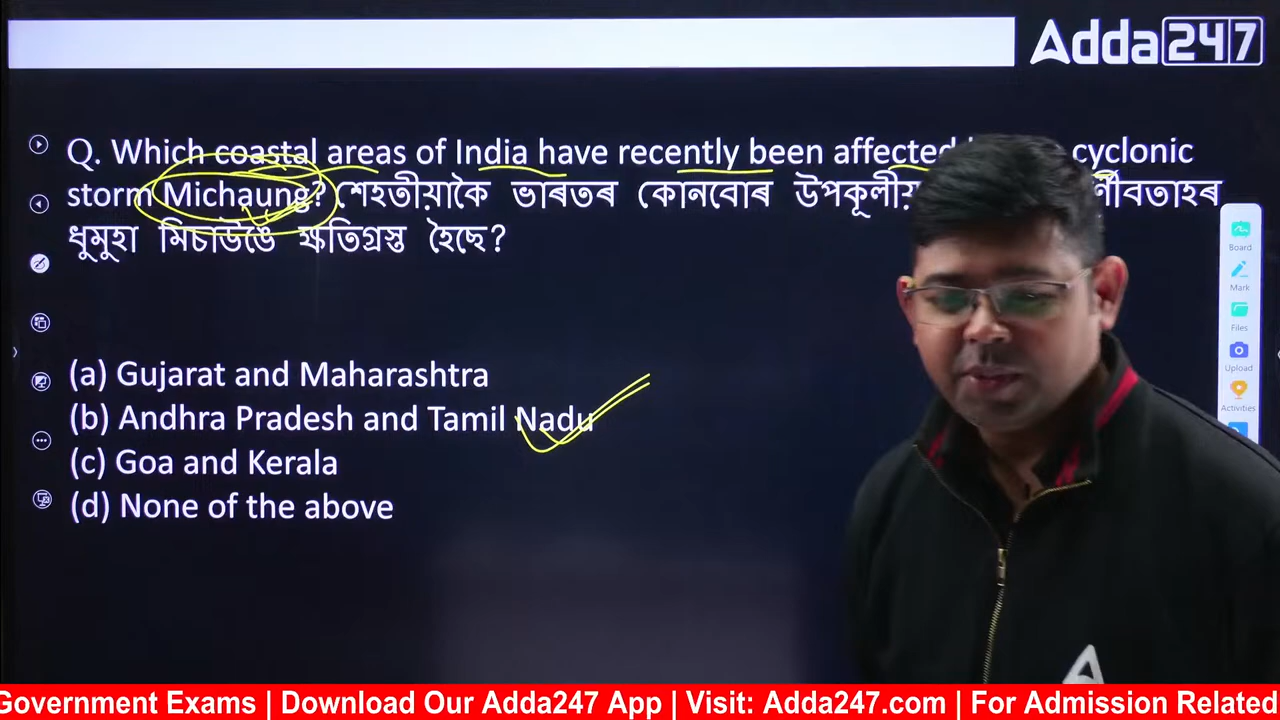 Adda247
Q. Which coastal areas of India have recently been affected cyclonic
storm Michaung? শেহতীয়াকৈ ভাৰতৰ কোনবোৰ উপকূলীয়
ধুমুহা মিচাউঙে ক্ষতিগ্ৰস্ত হৈছে?
(a) Gujarat and Maharashtra
(b) Andhra Pradesh and Tamil Nadu
(c) Goa and Kerala
(d) None of the above
Board
Mark
Files
Upload
Activities
Government Exams | Download Our Adda247 App | Visit: Adda247.com | For Admission Related